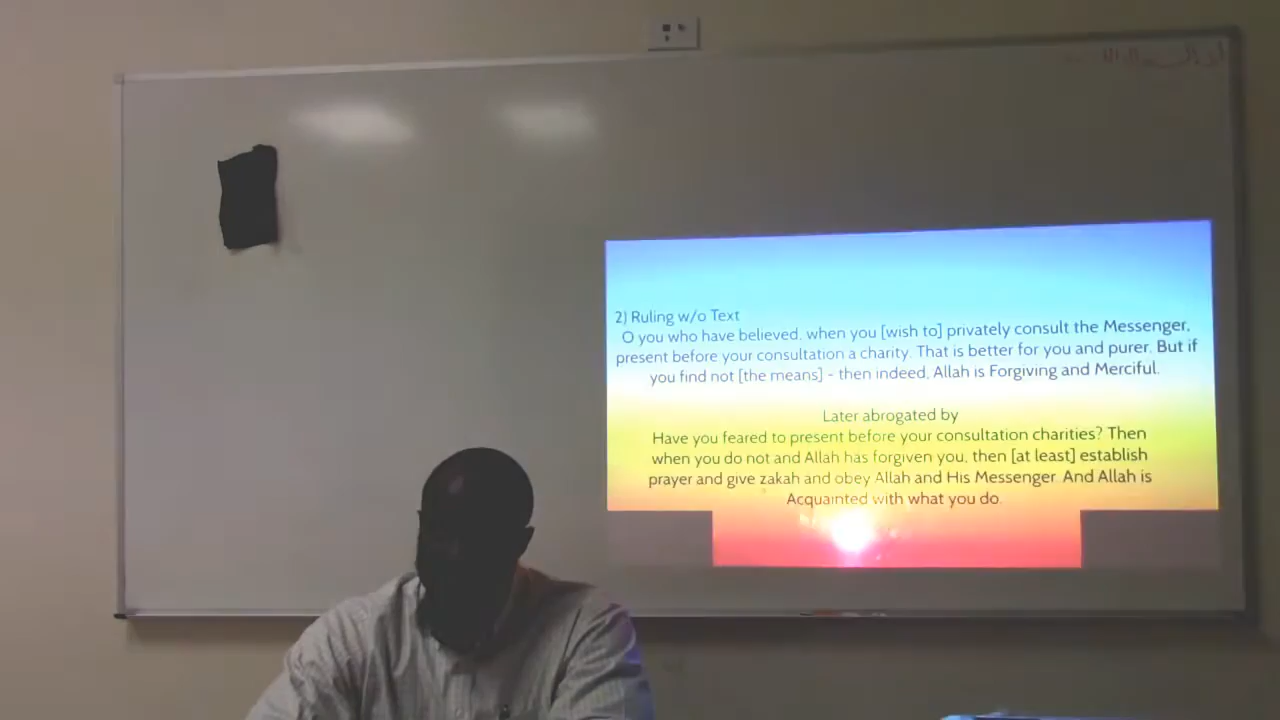 2) Ruling w/o Text
O you who have believed, when you [wish to] privately consult the Messenger,
present before your consultation a charity. That is better for you and purer. But if
you find not [the means] - then indeed, Allah is Forgiving and Merciful.
Later abrogated by
Have you feared to present before your consultation charities? Then
when you do not and Allah has forgiven you, then [at least] establish
prayer and give zakah and obey Allah and His Messenger. And Allah is
Acquainted with what you do.